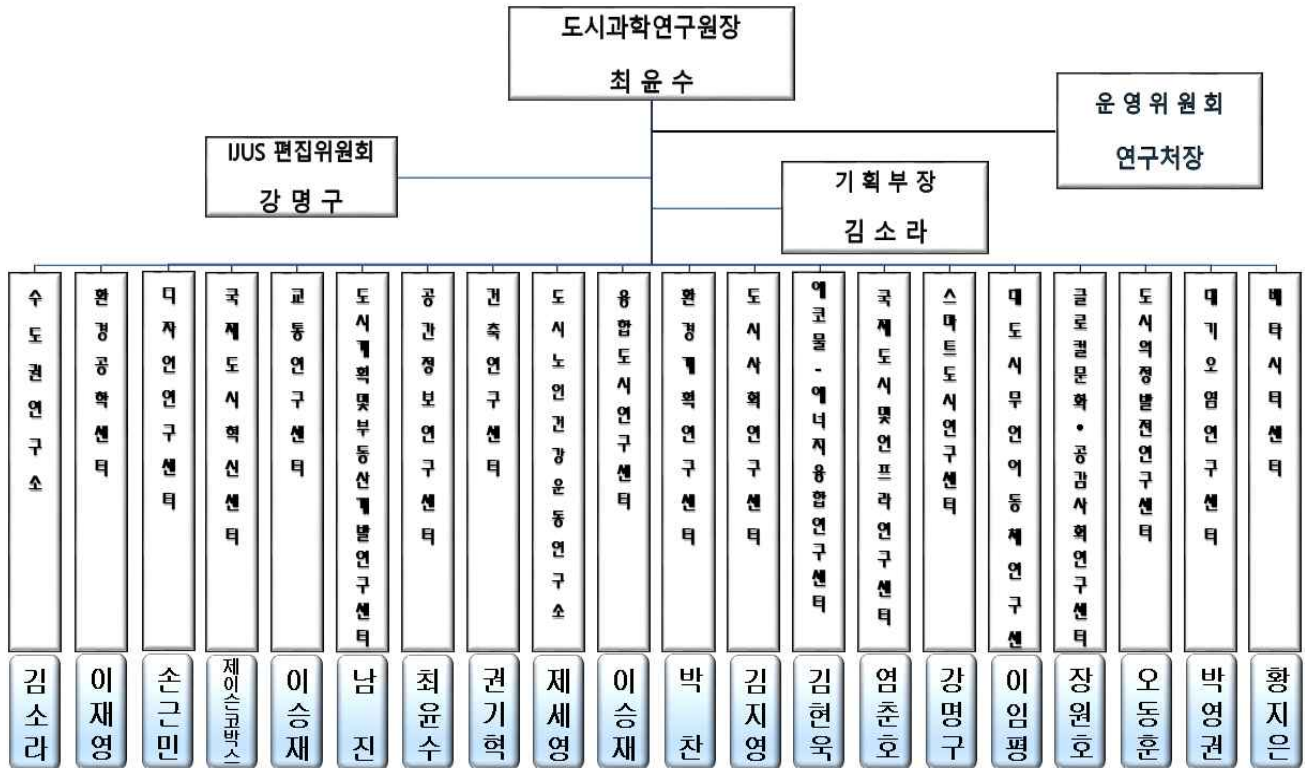 도시과학연구원장
최 윤 수
운 영 위 원 회
연구처장
IJUS 편집위원회
강 명 구
기 획 부 장
김 소 라
수도권연구소
환경공학센터
디자인연구센터
국제도시혁신센터
교통연구센터
도시계획및부동산개발연구센터
공간정보연구센터
건축연구센터
도시노인건강운동연구소
융합도시연구센터
환경계획연구센터
도시사회연구센터
에코물-에너지융합연구센터
국제도시및인프라연구센터
스마트도시연구센터
대도시무인이동체연구센
글로컬문화•공감사회연구센터
도시의정발전연구센터
대기오염연구센터
베타시티센터
김소라
이재영
손근민
제이슨코박스
이승재
남 진
최윤수
권기혁
제세영
이승재
박 찬
김지영
김현욱
염춘호
강명구
이임평
장원호
오동훈
박영권
황지은